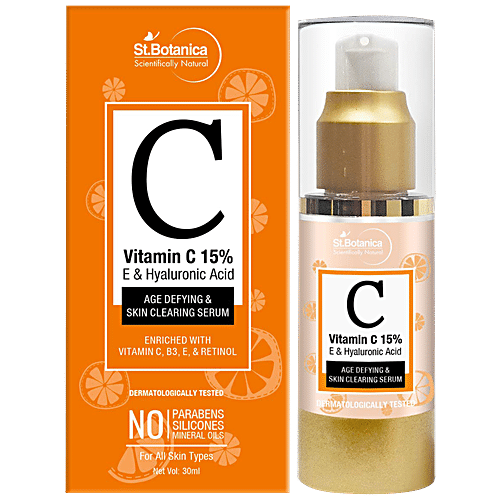 St.Botanica
Scientifically Natural
C
Vitamin C 15%
E & Hyaluronic Acid
AGE DEFYING &
SKIN CLEARING SERUM
ENRICHED WITH
VITAMIN C, B3, E, & RETINOL
DERMATOLOGICALLY TESTED
NO
PARABENS
SILICONES
MINERAL OILS
For All Skin Types
Net Vol: 30ml
St.Botanica
Scientifically Natural
C
Vitamin C 15%
E & Hyaluronic Acid
AGE DEFYING &
SKIN CLEARING SERUM
DERMATOLOGICALLY TESTED